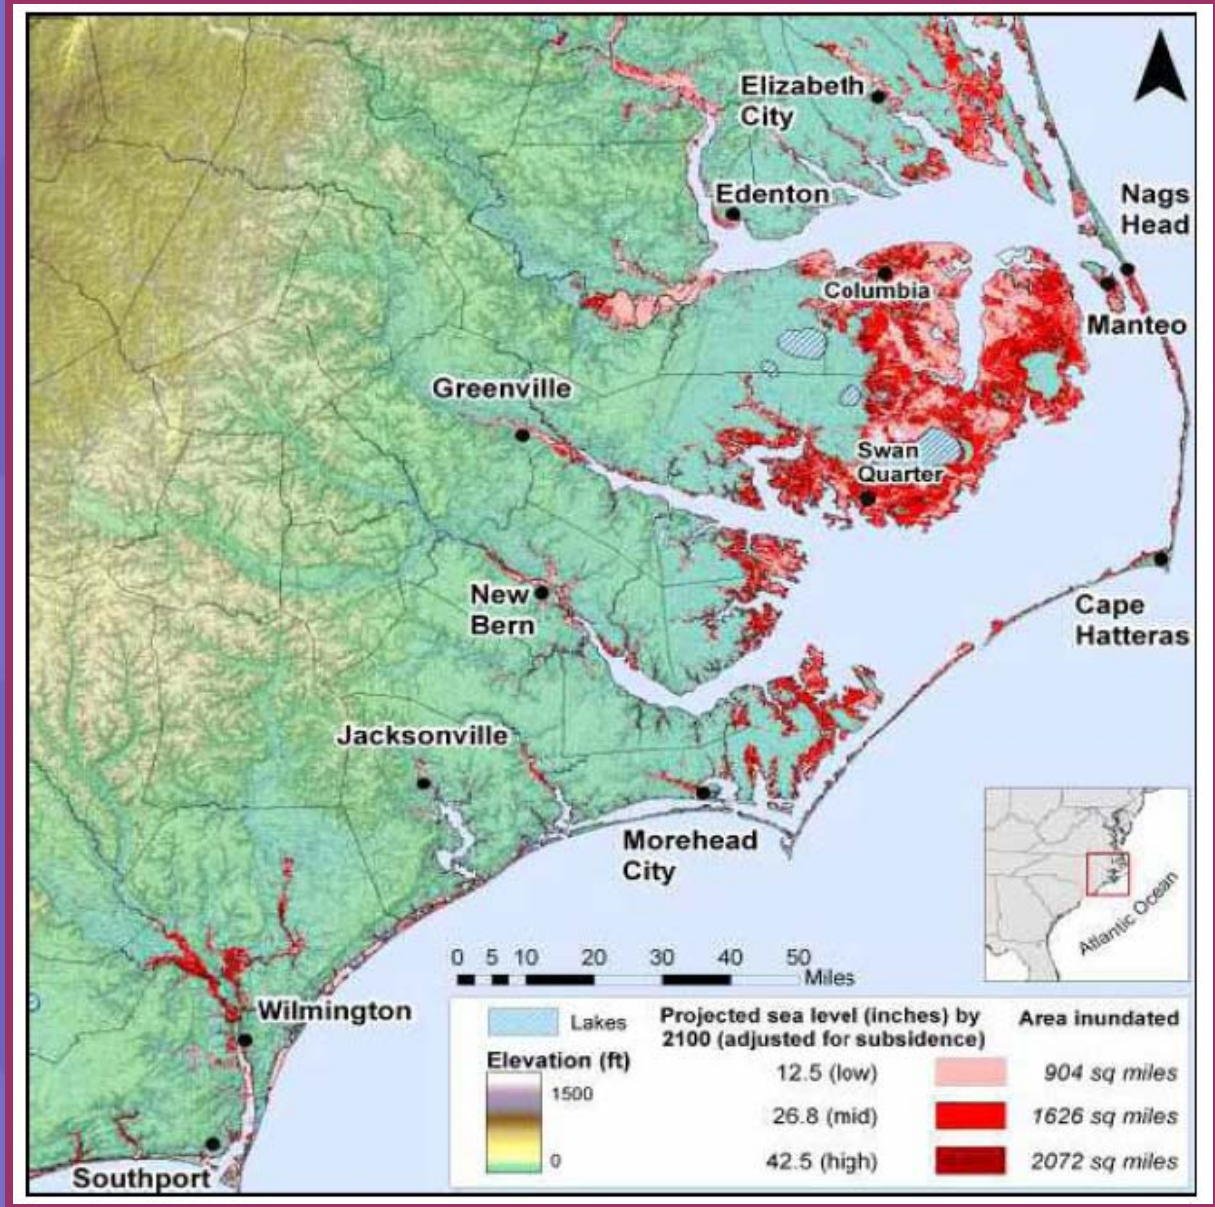 Elizabeth
City
Edenton
Nags
Head
Columbia
Manteo
Greenville
Swan
Quarter
New
Bern
Cape
Hatteras
Jacksonville
Morehead
City
Atlantic Ocean
0 5 10 20 30 40 50
Miles
Wilmington
Southport
Lakes
Elevation (ft)
1500
0
Projected sea level (inches) by
2100 (adjusted for subsidence)
Area inundated
12.5 (low) 904 sq miles
26.8 (mid) 1626 sq miles
42.5 (high) 2072 sq miles